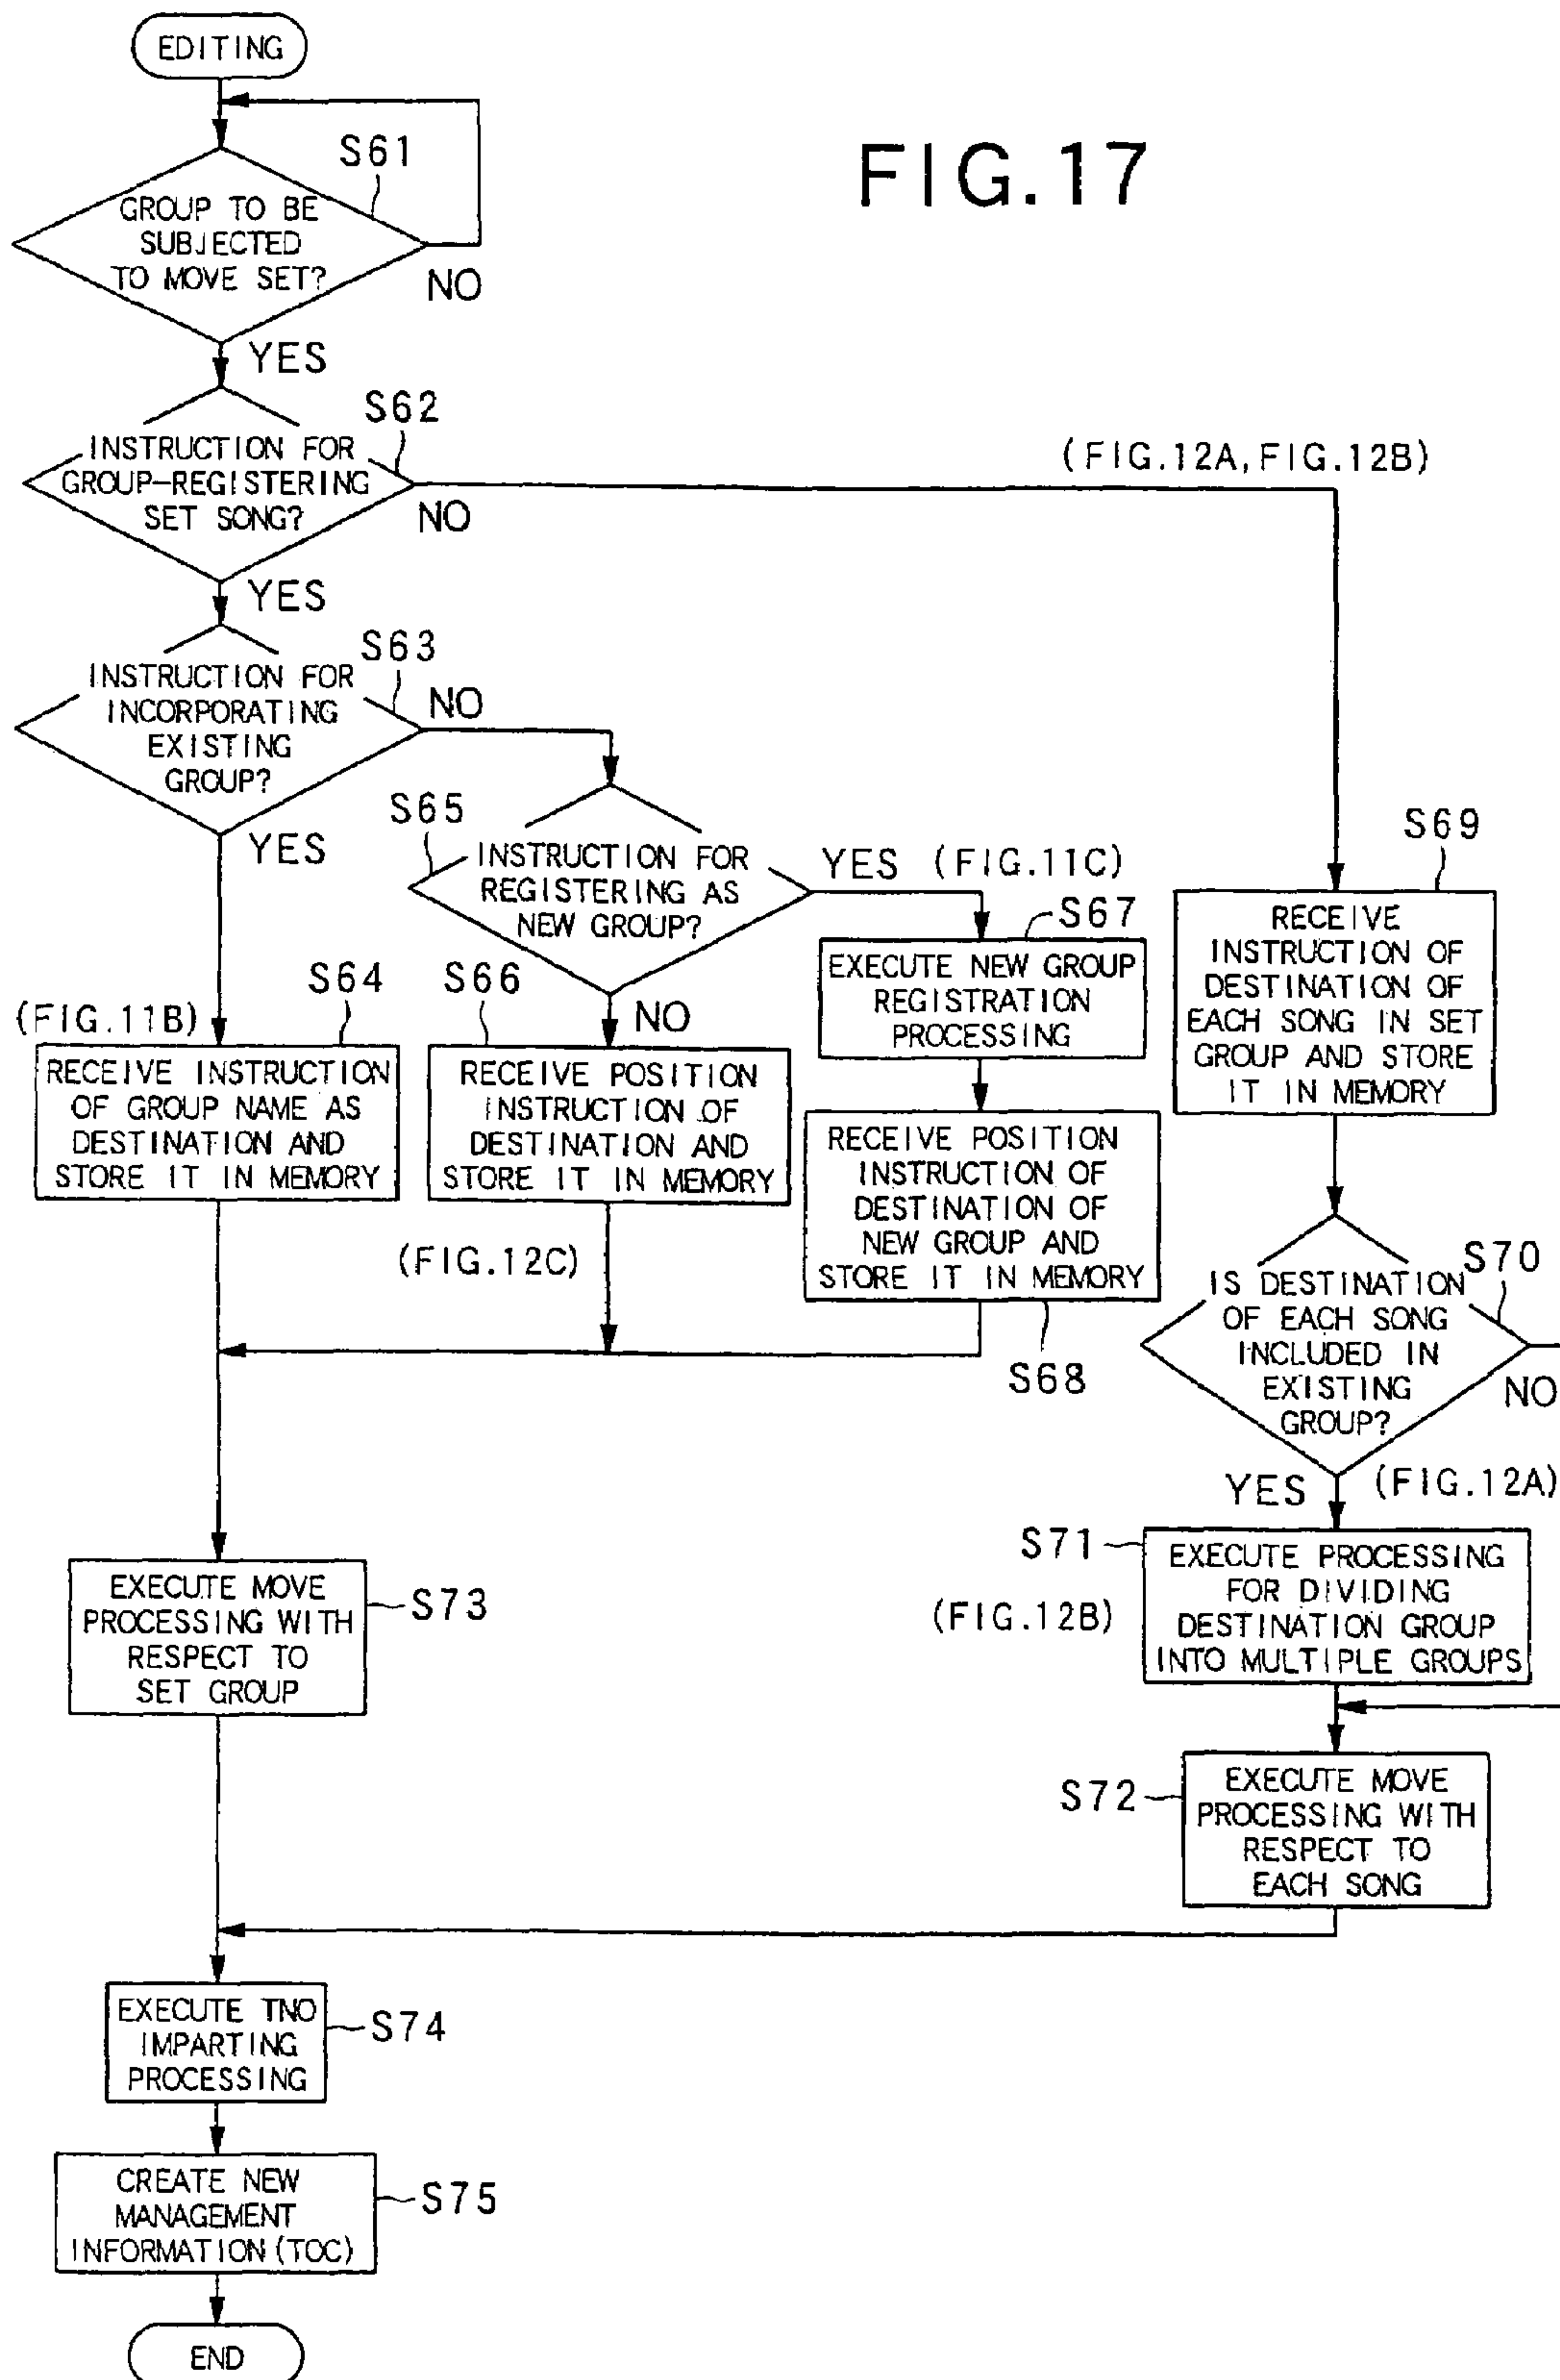 EDITING
FIG.17
S61
GROUP TO BE
SUBJECTED
TO MOVE SET?
NO
YES
S62
INSTRUCTION FOR
GROUP-REGISTERING
SET SONG?
NO
(FIG.12A, FIG.12B)
YES
S63
INSTRUCTION FOR
INCORPORATING
EXISTING
GROUP?
NO
YES
S65
INSTRUCTION FOR
REGISTERING AS
NEW GROUP?
YES
(FIG.11C)
NO
S67
EXECUTE NEW GROUP
REGISTRATION
PROCESSING
S69
RECEIVE
INSTRUCTION OF
DESTINATION OF
EACH SONG IN SET
GROUP AND STORE
IT IN MEMORY
(FIG.11B)
S64
RECEIVE INSTRUCTION
OF GROUP NAME AS
DESTINATION AND
STORE IT IN MEMORY
S66
RECEIVE POSITION
INSTRUCTION OF
DESTINATION AND
STORE IT IN MEMORY
(FIG.12C)
RECEIVE POSITION
INSTRUCTION OF
DESTINATION OF
NEW GROUP AND
STORE IT IN MEMORY
S68
S70
IS DESTINATION
OF EACH SONG
INCLUDED IN
EXISTING
GROUP?
NO
YES
(FIG.12A)
S71
EXECUTE PROCESSING
FOR DIVIDING
DESTINATION GROUP
INTO MULTIPLE GROUPS
(FIG.12B)
EXECUTE MOVE
PROCESSING WITH
RESPECT TO
SET GROUP
S73
S72
EXECUTE MOVE
PROCESSING WITH
RESPECT TO
EACH SONG
EXECUTE TNO
IMPARTING
PROCESSING
S74
CREATE NEW
MANAGEMENT
INFORMATION(TOC)
S75
END